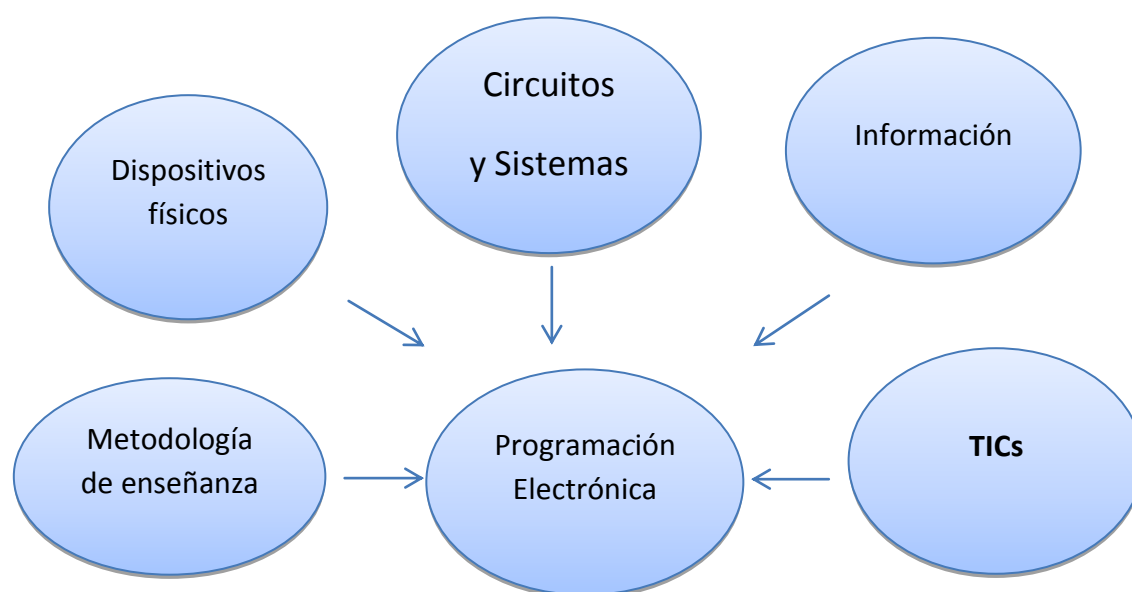 Circuitos
y Sistemas
Información
Dispositivos
físicos
Metodología
de enseñanza
Programación
Electrónica
TICs